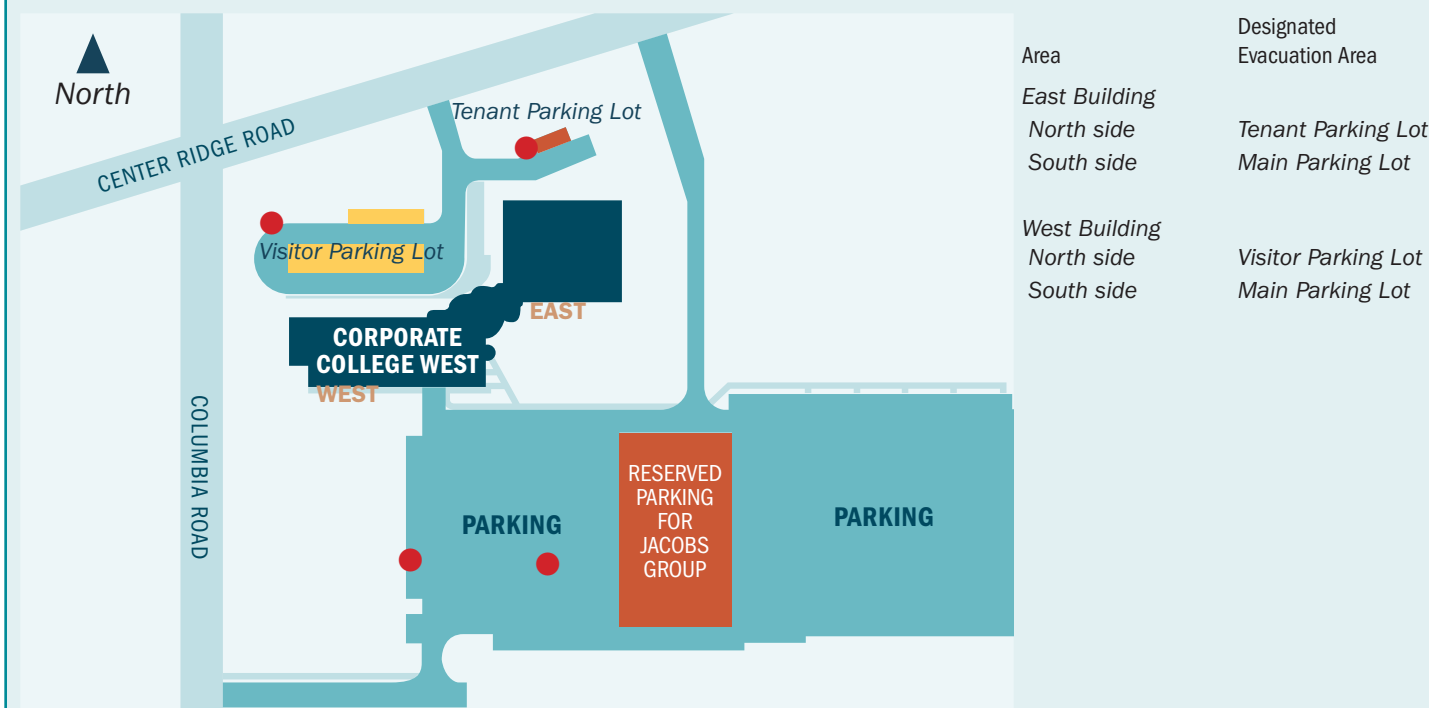 North
CENTER RIDGE ROAD
Tenant Parking Lot
Visitor Parking Lot
EAST
CORPORATE
COLLEGE WEST
WEST
COLUMBIA ROAD
PARKING
RESERVED
PARKING
FOR
JACOBS
GROUP
PARKING
Designated
Area Evacuation Area
East Building
North side Tenant Parking Lot
South side Main Parking Lot
West Building
North side Visitor Parking Lot
South side Main Parking Lot